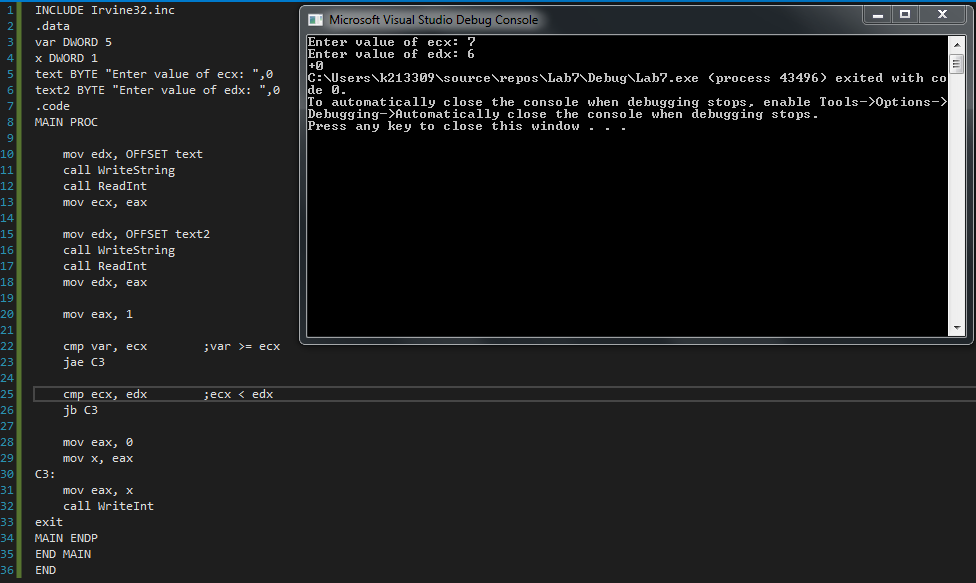 1 INCLUDE Irvine32.inc
2 .data
3 var DWORD 5
4 x DWORD 1
5 text BYTE "Enter value of ecx: ",0
6 text2 BYTE "Enter value of edx: ",0
7 .code
8 MAIN PROC
9
10 mov edx, OFFSET text
11 call WriteString
12 call ReadInt
13 mov ecx, eax
14
15 mov edx, OFFSET text2
16 call WriteString
17 call ReadInt
18 mov edx, eax
19
20 mov eax, 1
21
22 cmp var, ecx ;var >= ecx
23 jae C3
24
25 cmp ecx, edx ;ecx < edx
26 jb C3
27
28 mov eax, 0
29 mov x, eax
30 C3:
31 mov eax, x
32 call WriteInt
33 exit
34 MAIN ENDP
35 END MAIN
36 END
Microsoft Visual Studio Debug Console
Enter value of ecx: 7
Enter value of edx: 6
+0
C:\Users\k213309\source\repos\Lab7\Debug\Lab7.exe (process 43496) exited with co
de 0.
To automatically close the console when debugging stops, enable Tools->Options->
Debugging->Automatically close the console when debugging stops.
Press any key to close this window . . .